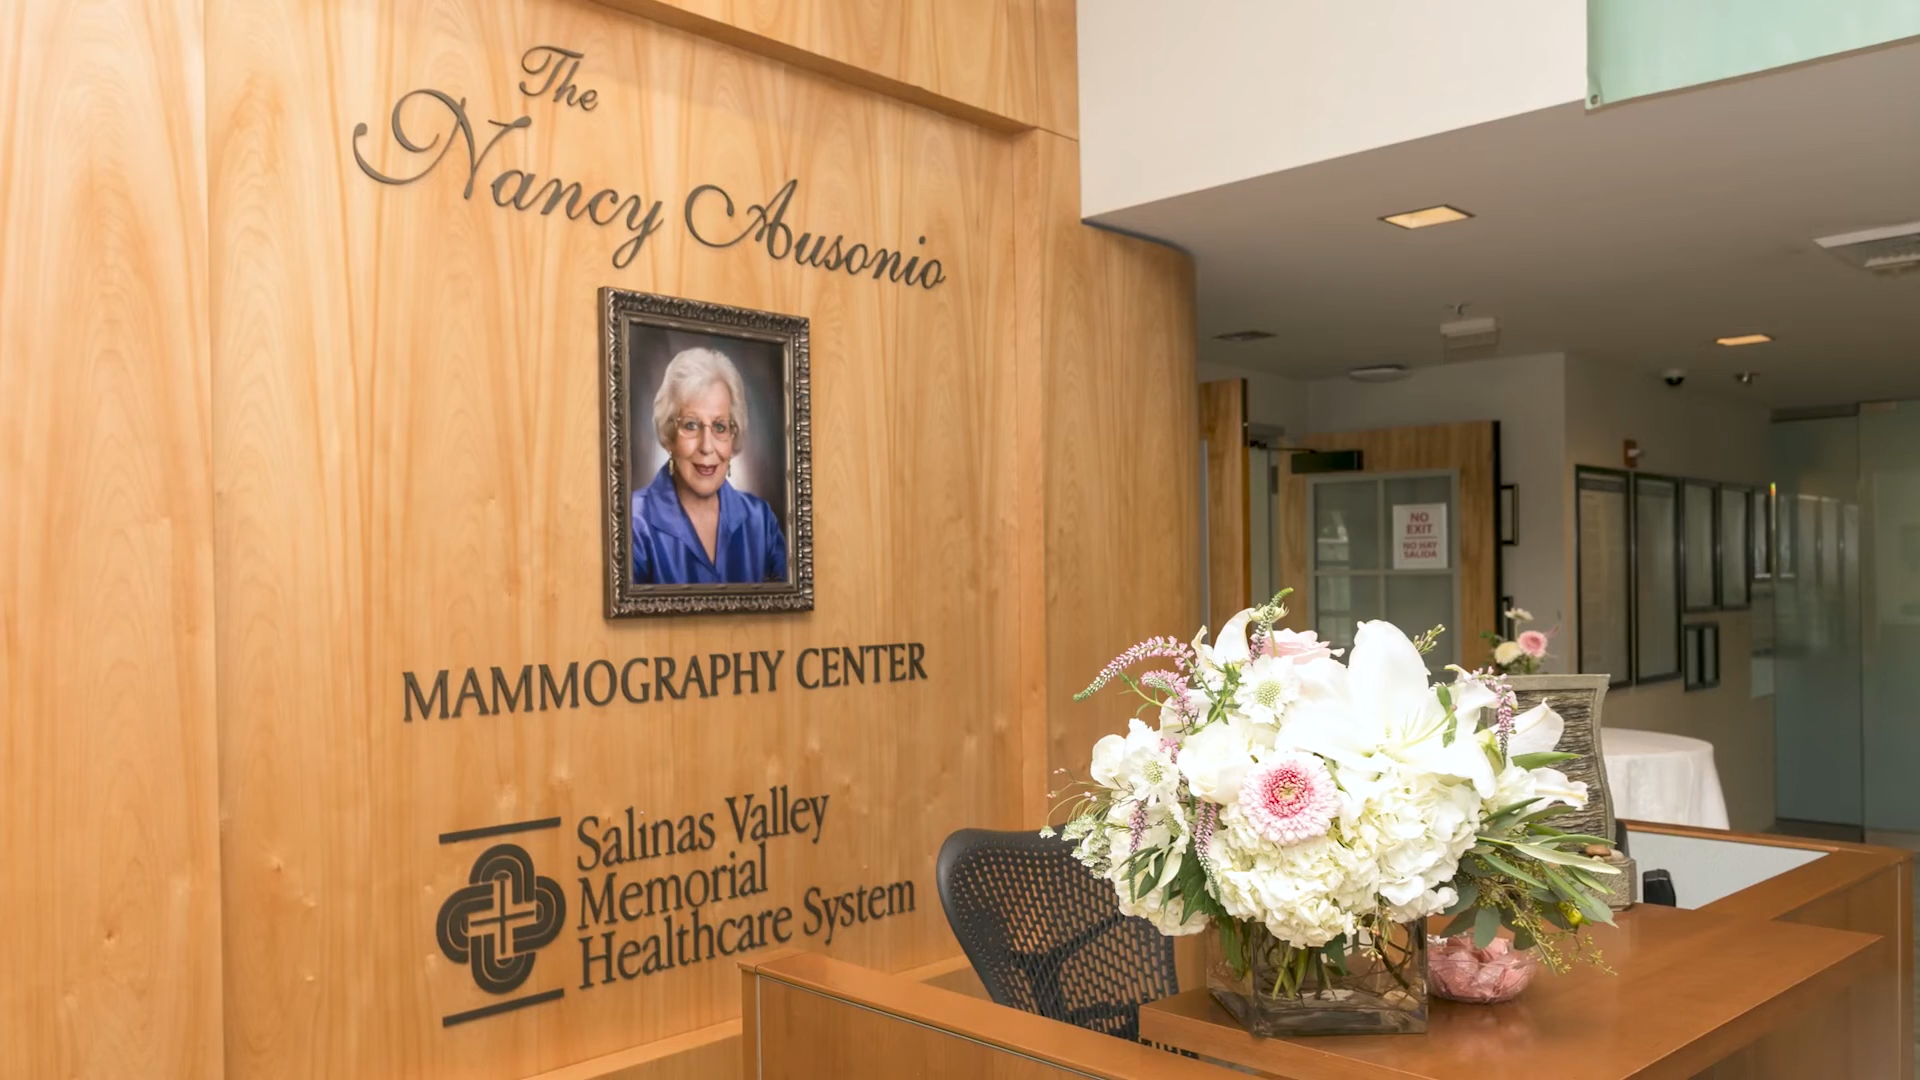 The
Nancy Ausonio
MAMMOGRAPHY CENTER
Salinas Valley
Memorial
Healthcare System
NO
EXIT
NO HAY
SALIDA